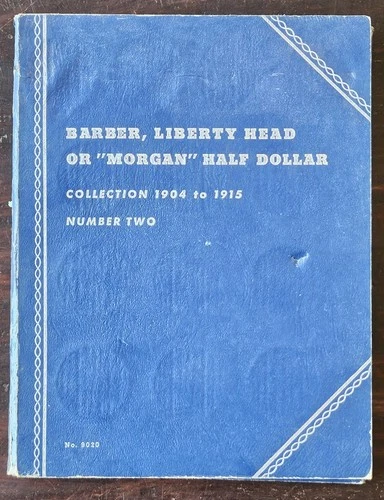 BARBER, LIBERTY HEAD
OR "MORGAN" HALF DOLLAR
COLLECTION 1904 to 1915
NUMBER TWO
No. 9020